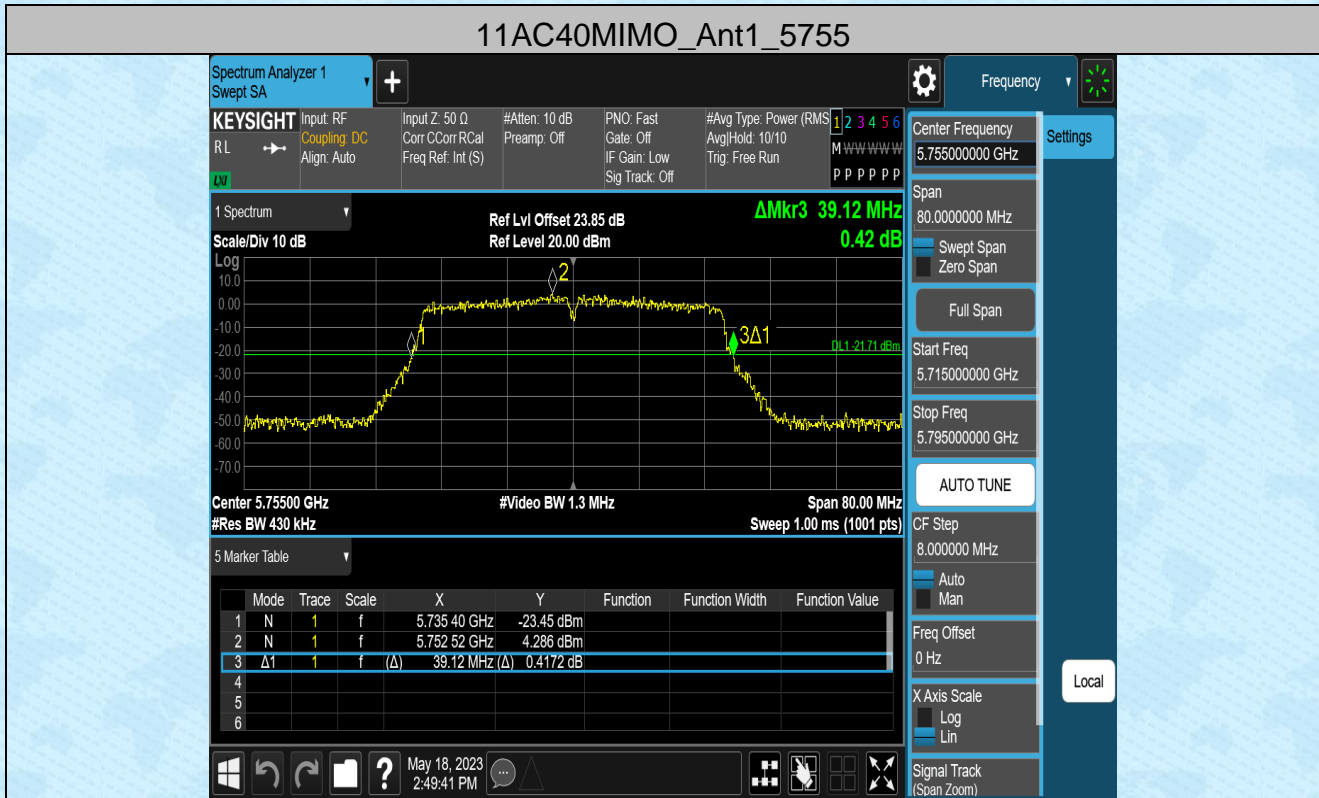 11AC40MIMO_Ant1_5755
Spectrum Analyzer 1
Swept SA
+
Frequency
KEYSIGHT
RL
LXI
Input: RF
Coupling: DC
Align: Auto
Input Z: 50 Ω
Corr CCorr RCal
Freq Ref: Int (S)
#Atten: 10 dB
Preamp: Off
PNO: Fast
Gate: Off
IF Gain: Low
Sig Track: Off
#Avg Type: Power (RMS
Avg|Hold: 10/10
Trig: Free Run
1 2 3 4 5 6
M W W W W W
P P P P P P
1 Spectrum
Scale/Div 10 dB
Ref Lvl Offset 23.85 dB
Ref Level 20.00 dBm
ΔMkr3 39.12 MHz
0.42 dB
Log
10.0
0.00
-10.0
-20.0
-30.0
-40.0
-50.0
-60.0
-70.0
2
1
3Δ1
DL1 -21.71 dBm
Center 5.75500 GHz
#Video BW 1.3 MHz
Span 80.00 MHz
#Res BW 430 kHz
Sweep 1.00 ms (1001 pts)
5 Marker Table
Mode Trace Scale X Y Function Function Width Function Value
1 N 1 f 5.735 40 GHz -23.45 dBm
2 N 1 f 5.752 52 GHz 4.286 dBm
3 Δ1 1 f (Δ) 39.12 MHz (Δ) 0.4172 dB
4
5
6
?
May 18, 2023
2:49:41 PM
Center Frequency
5.755000000 GHz
Span
80.0000000 MHz
Swept Span
Zero Span
Full Span
Start Freq
5.715000000 GHz
Stop Freq
5.795000000 GHz
AUTO TUNE
CF Step
8.000000 MHz
Auto
Man
Freq Offset
0 Hz
X Axis Scale
Log
Lin
Signal Track
(Span Zoom)
Settings
Local